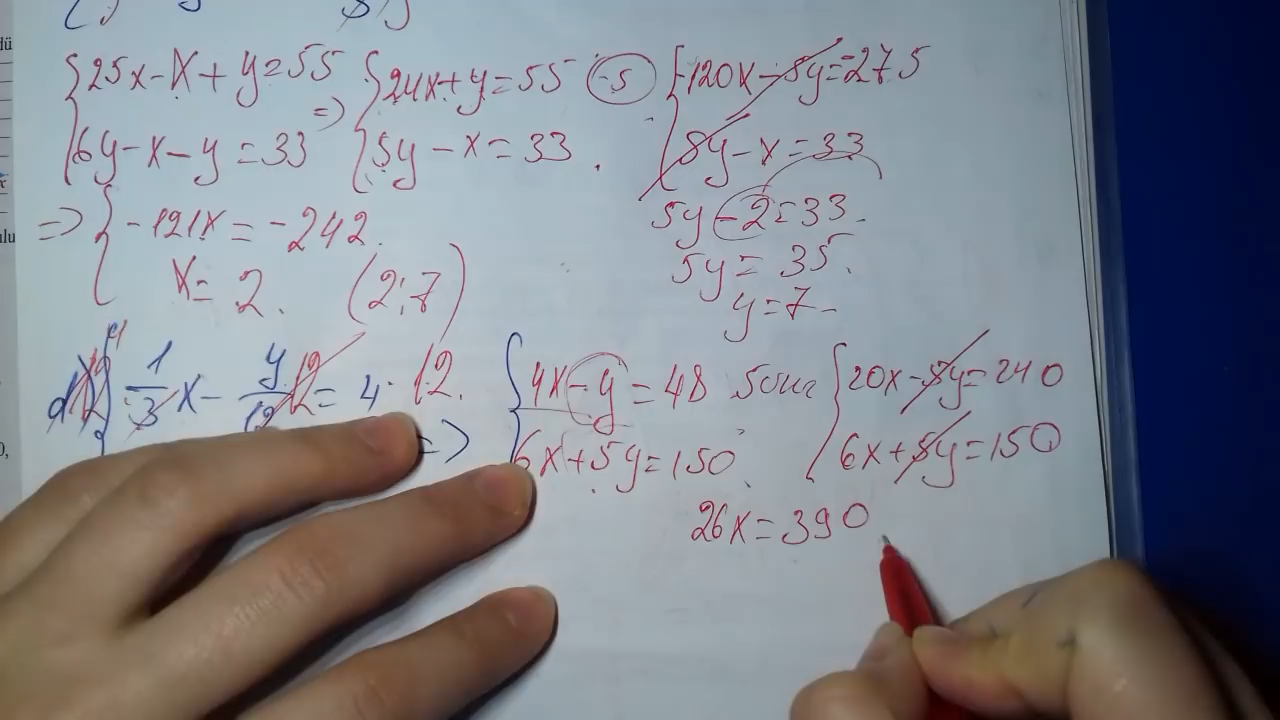 25x-x+y=55 => 24x+y=55 -5 -120x-5y=-275
6y-x-y=33 5y-x=33 5y-x=33
=> -121x=-242. 5y-2=33.
x=2. (2;7) 5y=35.
y=7
1/3 x - y/12 = 4 · 12. 4x-y=48 20x-5y=240
=> 6x+5y=150 6x+5y=150
26x=390